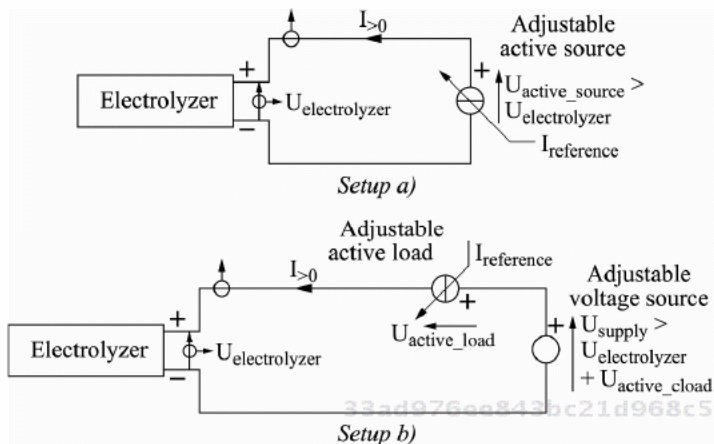 I>0
Adjustable
active source
+
+
Electrolyzer
Uelectrolyzer
Uactive_source >
Uelectrolyzer
−
Ireference
Setup a)
Adjustable
active load
Ireference
I>0
Adjustable
voltage source
+
+
+
Usupply >
Electrolyzer
Uelectrolyzer
Uactive_load
Uelectrolyzer
−
+ Uactive_cload
33ad976ee843bc21d968c5
Setup b)